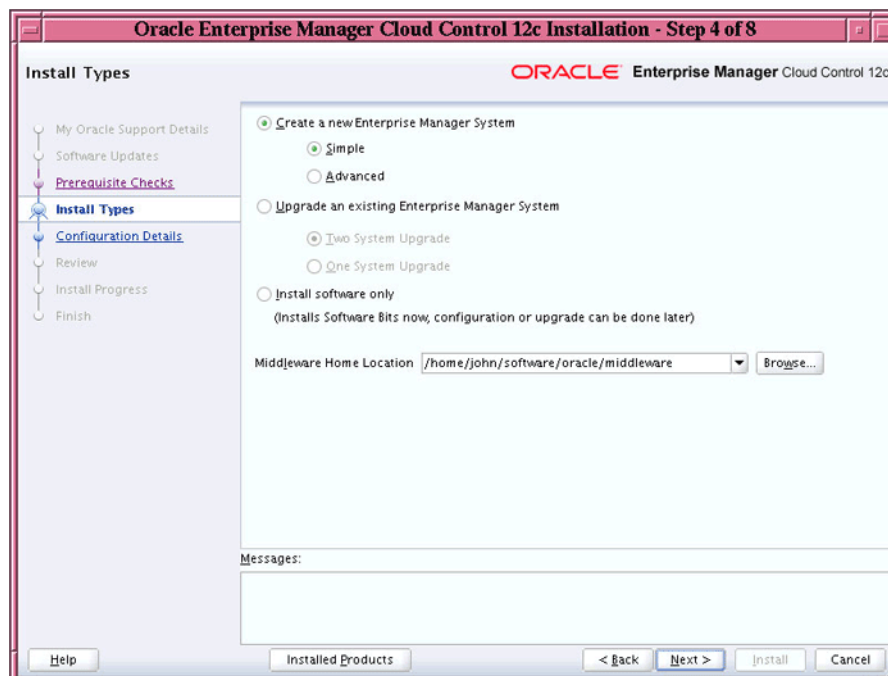 Oracle Enterprise Manager Cloud Control 12c Installation - Step 4 of 8
Install Types
ORACLE Enterprise Manager Cloud Control 12c
My Oracle Support Details
Software Updates
Prerequisite Checks
Install Types
Configuration Details
Review
Install Progress
Finish
Create a new Enterprise Manager System
Simple
Advanced
Upgrade an existing Enterprise Manager System
Two System Upgrade
One System Upgrade
Install software only
(Installs Software Bits now, configuration or upgrade can be done later)
Middleware Home Location /home/john/software/oracle/middleware Browse...
Messages:
Help Installed Products < Back Next > Install Cancel